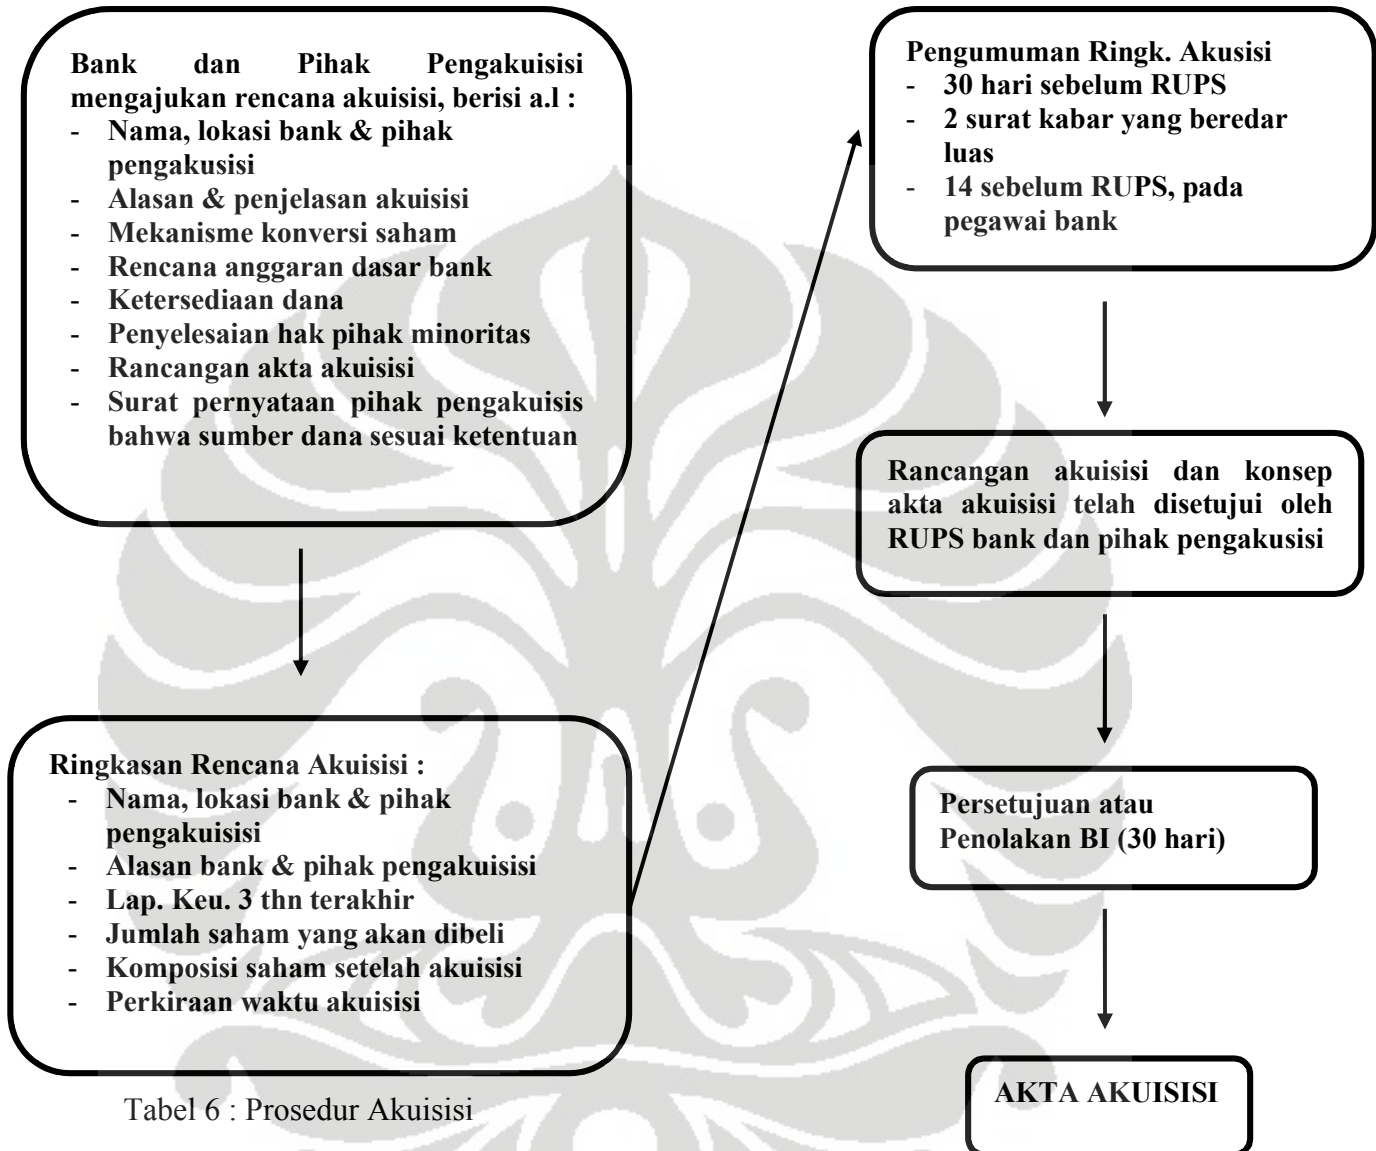 Bank dan Pihak Pengakuisisi
mengajukan rencana akuisisi, berisi a.l :
- Nama, lokasi bank & pihak
pengakusisi
- Alasan & penjelasan akuisisi
- Mekanisme konversi saham
- Rencana anggaran dasar bank
- Ketersediaan dana
- Penyelesaian hak pihak minoritas
- Rancangan akta akuisisi
- Surat pernyataan pihak pengakuisis
bahwa sumber dana sesuai ketentuan
Ringkasan Rencana Akuisisi :
- Nama, lokasi bank & pihak
pengakuisisi
- Alasan bank & pihak pengakuisisi
- Lap. Keu. 3 thn terakhir
- Jumlah saham yang akan dibeli
- Komposisi saham setelah akuisisi
- Perkiraan waktu akuisisi
Pengumuman Ringk. Akusisi
- 30 hari sebelum RUPS
- 2 surat kabar yang beredar
luas
- 14 sebelum RUPS, pada
pegawai bank
Rancangan akuisisi dan konsep
akta akuisisi telah disetujui oleh
RUPS bank dan pihak pengakusisi
Persetujuan atau
Penolakan BI (30 hari)
AKTA AKUISISI
Tabel 6 : Prosedur Akuisisi